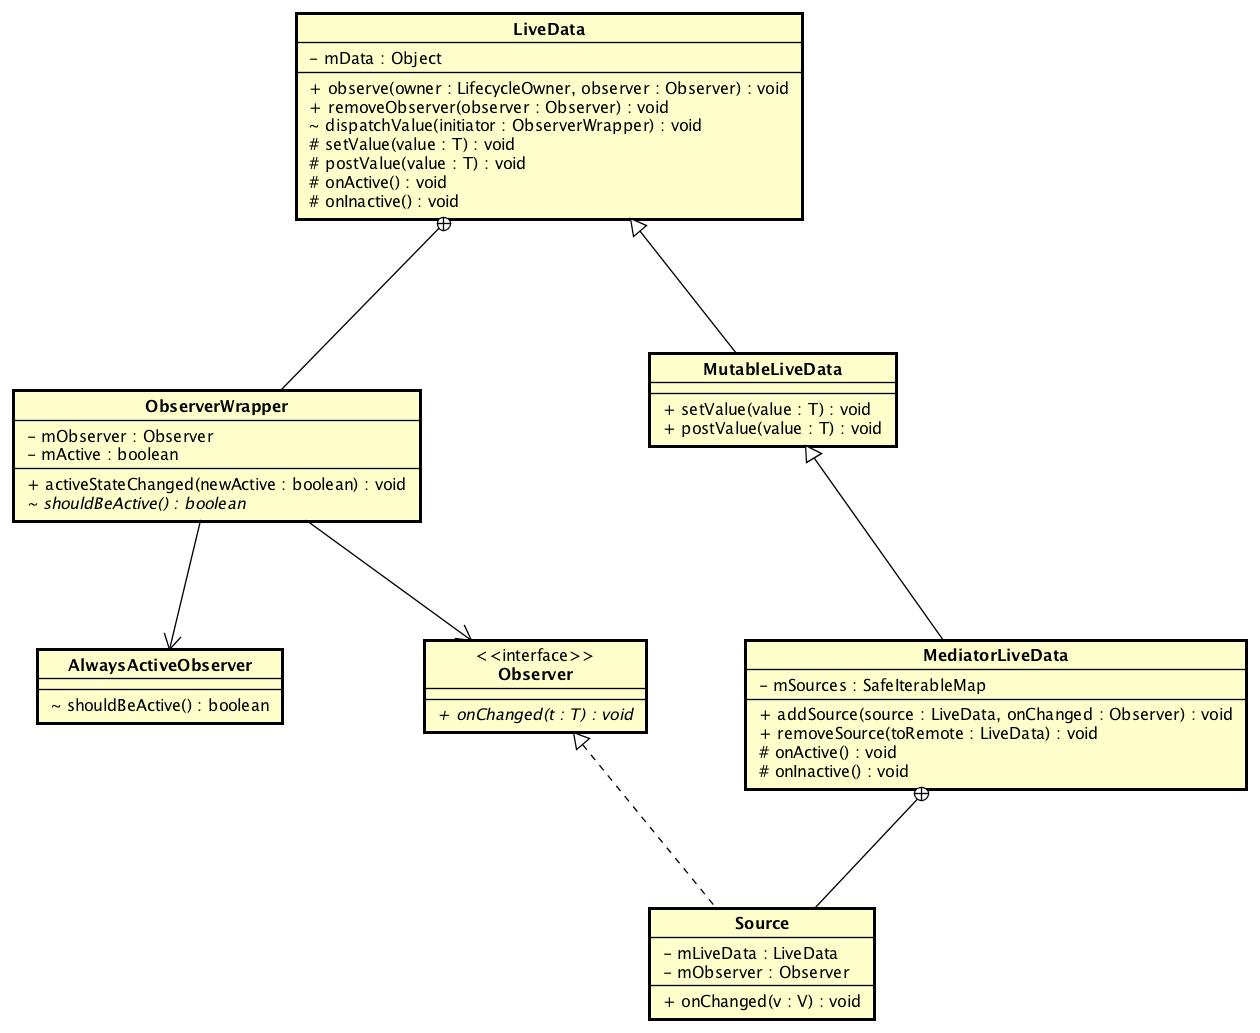 LiveData
- mData : Object
+ observe(owner : LifecycleOwner, observer : Observer) : void
+ removeObserver(observer : Observer) : void
~ dispatchValue(initiator : ObserverWrapper) : void
# setValue(value : T) : void
# postValue(value : T) : void
# onActive() : void
# onInactive() : void
MutableLiveData
+ setValue(value : T) : void
+ postValue(value : T) : void
ObserverWrapper
- mObserver : Observer
- mActive : boolean
+ activeStateChanged(newActive : boolean) : void
~ shouldBeActive() : boolean
AlwaysActiveObserver
~ shouldBeActive() : boolean
<<interface>>
Observer
+ onChanged(t : T) : void
MediatorLiveData
- mSources : SafeIterableMap
+ addSource(source : LiveData, onChanged : Observer) : void
+ removeSource(toRemote : LiveData) : void
# onActive() : void
# onInactive() : void
Source
- mLiveData : LiveData
- mObserver : Observer
+ onChanged(v : V) : void